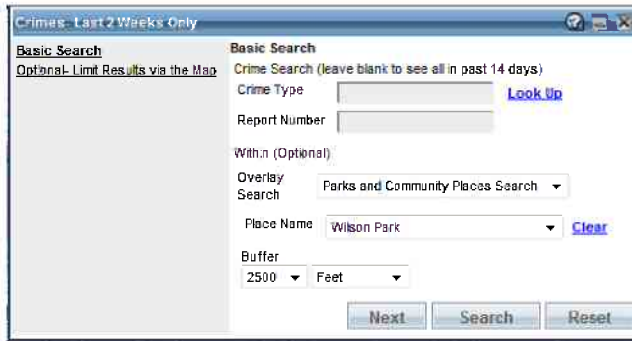 Crimes- Last 2 Weeks Only
Basic Search
Optional- Limit Results via the Map
Basic Search
Crime Search (leave blank to see all in past 14 days)
Crime Type
Look Up
Report Number
Within (Optional)
Overlay Search
Parks and Community Places Search
Place Name
Wilson Park
Clear
Buffer
2500 Feet
Next Search Reset